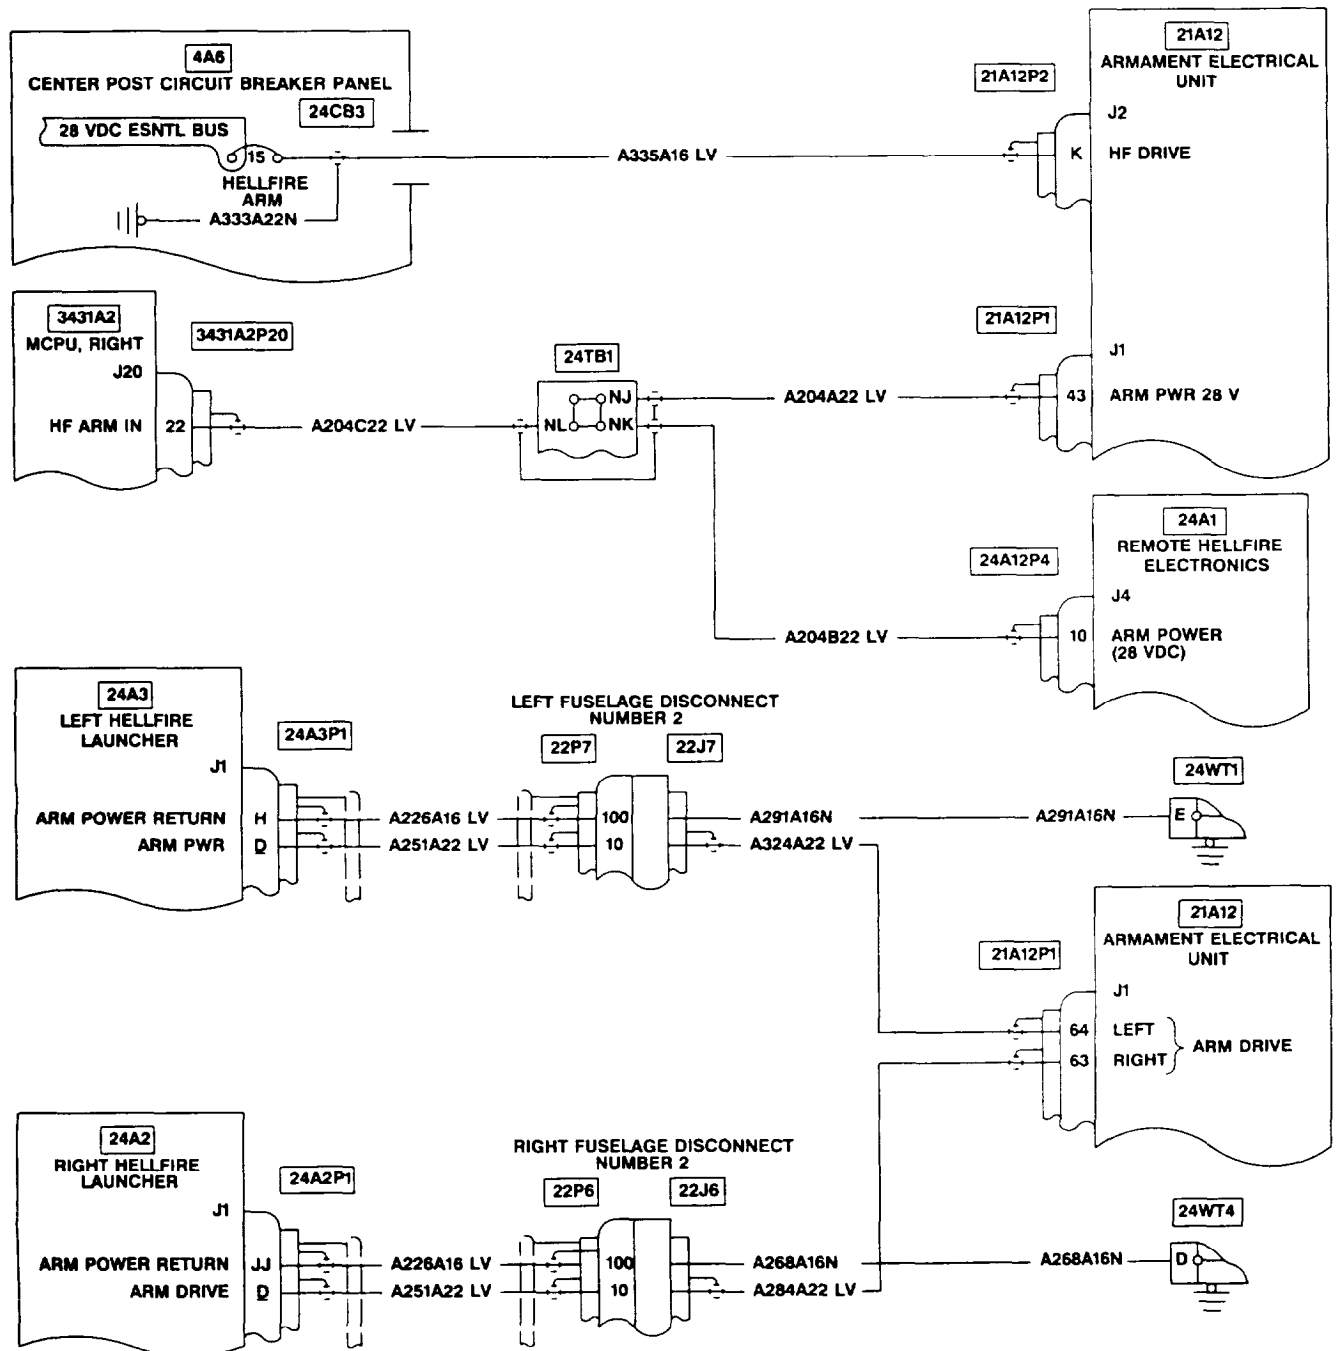 4A6
CENTER POST CIRCUIT BREAKER PANEL
24CB3
28 VDC ESNTL BUS
15
HELLFIRE
ARM
A333A22N
A335A16 LV
21A12P2
21A12
ARMAMENT ELECTRICAL
UNIT
J2
K HF DRIVE
3431A2
MCPU, RIGHT
3431A2P20
J20
HF ARM IN 22
A204C22 LV
24TB1
NJ
NL NK
A204A22 LV
21A12P1
J1
43 ARM PWR 28 V
24A1
REMOTE HELLFIRE
ELECTRONICS
24A12P4
J4
A204B22 LV
10 ARM POWER
(28 VDC)
24A3
LEFT HELLFIRE
LAUNCHER
24A3P1
J1
LEFT FUSELAGE DISCONNECT
NUMBER 2
22P7 22J7
24WT1
ARM POWER RETURN H A226A16 LV 100 A291A16N A291A16N E
ARM PWR D A251A22 LV 10 A324A22 LV
21A12
ARMAMENT ELECTRICAL
UNIT
21A12P1
J1
64 LEFT
63 RIGHT
ARM DRIVE
24A2
RIGHT HELLFIRE
LAUNCHER
24A2P1
J1
RIGHT FUSELAGE DISCONNECT
NUMBER 2
22P6 22J6
24WT4
ARM POWER RETURN JJ A226A16 LV 100 A268A16N A268A16N D
ARM DRIVE D A251A22 LV 10 A284A22 LV